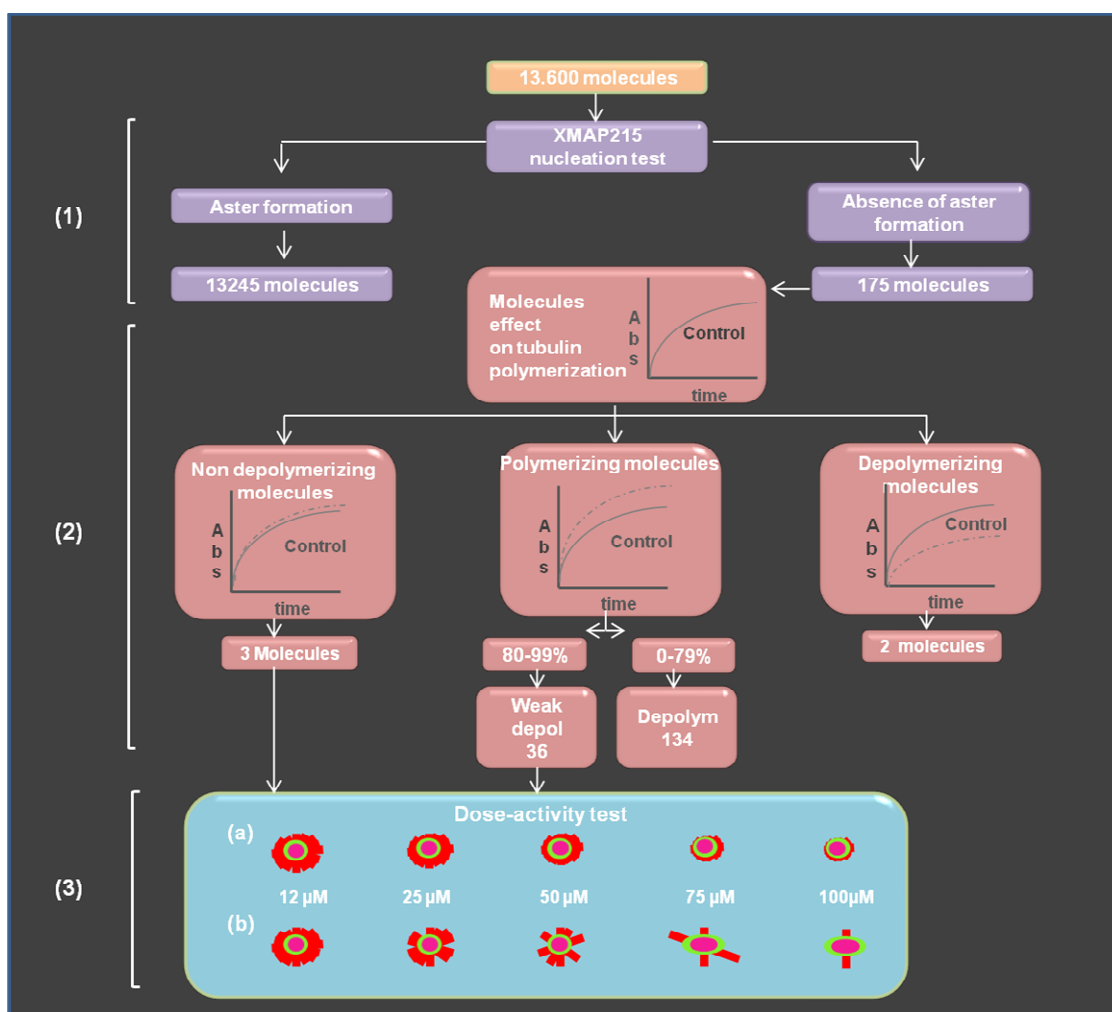 13.600 molecules
XMAP215
nucleation test
(1)
Aster formation
Absence of aster
formation
13245 molecules
175 molecules
Molecules
effect
on tubulin
polymerization
A
b
s
Control
time
(2)
Non depolymerizing
molecules
A
b
s
Control
time
3 Molecules
Polymerizing molecules
A
b
s
Control
time
80-99%
0-79%
Weak
depol
36
Depolym
134
Depolymerizing
molecules
A
b
s
Control
time
2 molecules
(3)
Dose-activity test
(a)
12 µM
25 µM
50 µM
75 µM
100µM
(b)